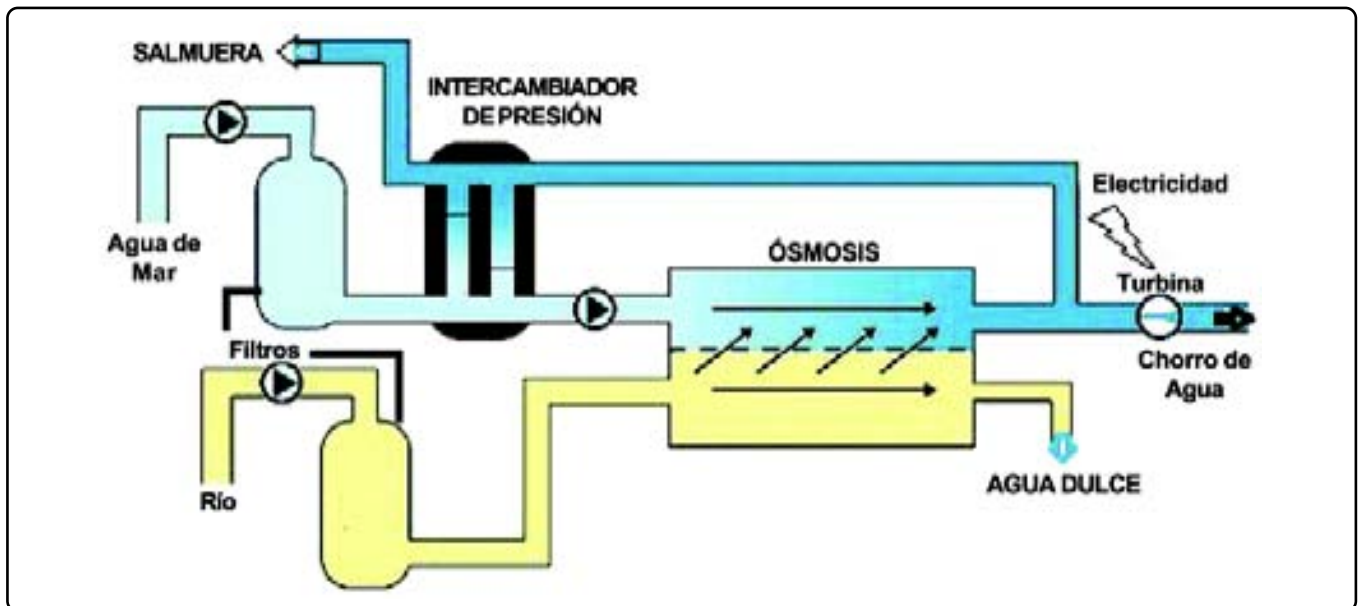 SALMUERA
INTERCAMBIADOR
DE PRESIÓN
Electricidad
Agua de
Mar
ÓSMOSIS
Turbina
Filtros
Chorro de
Agua
Río
AGUA DULCE